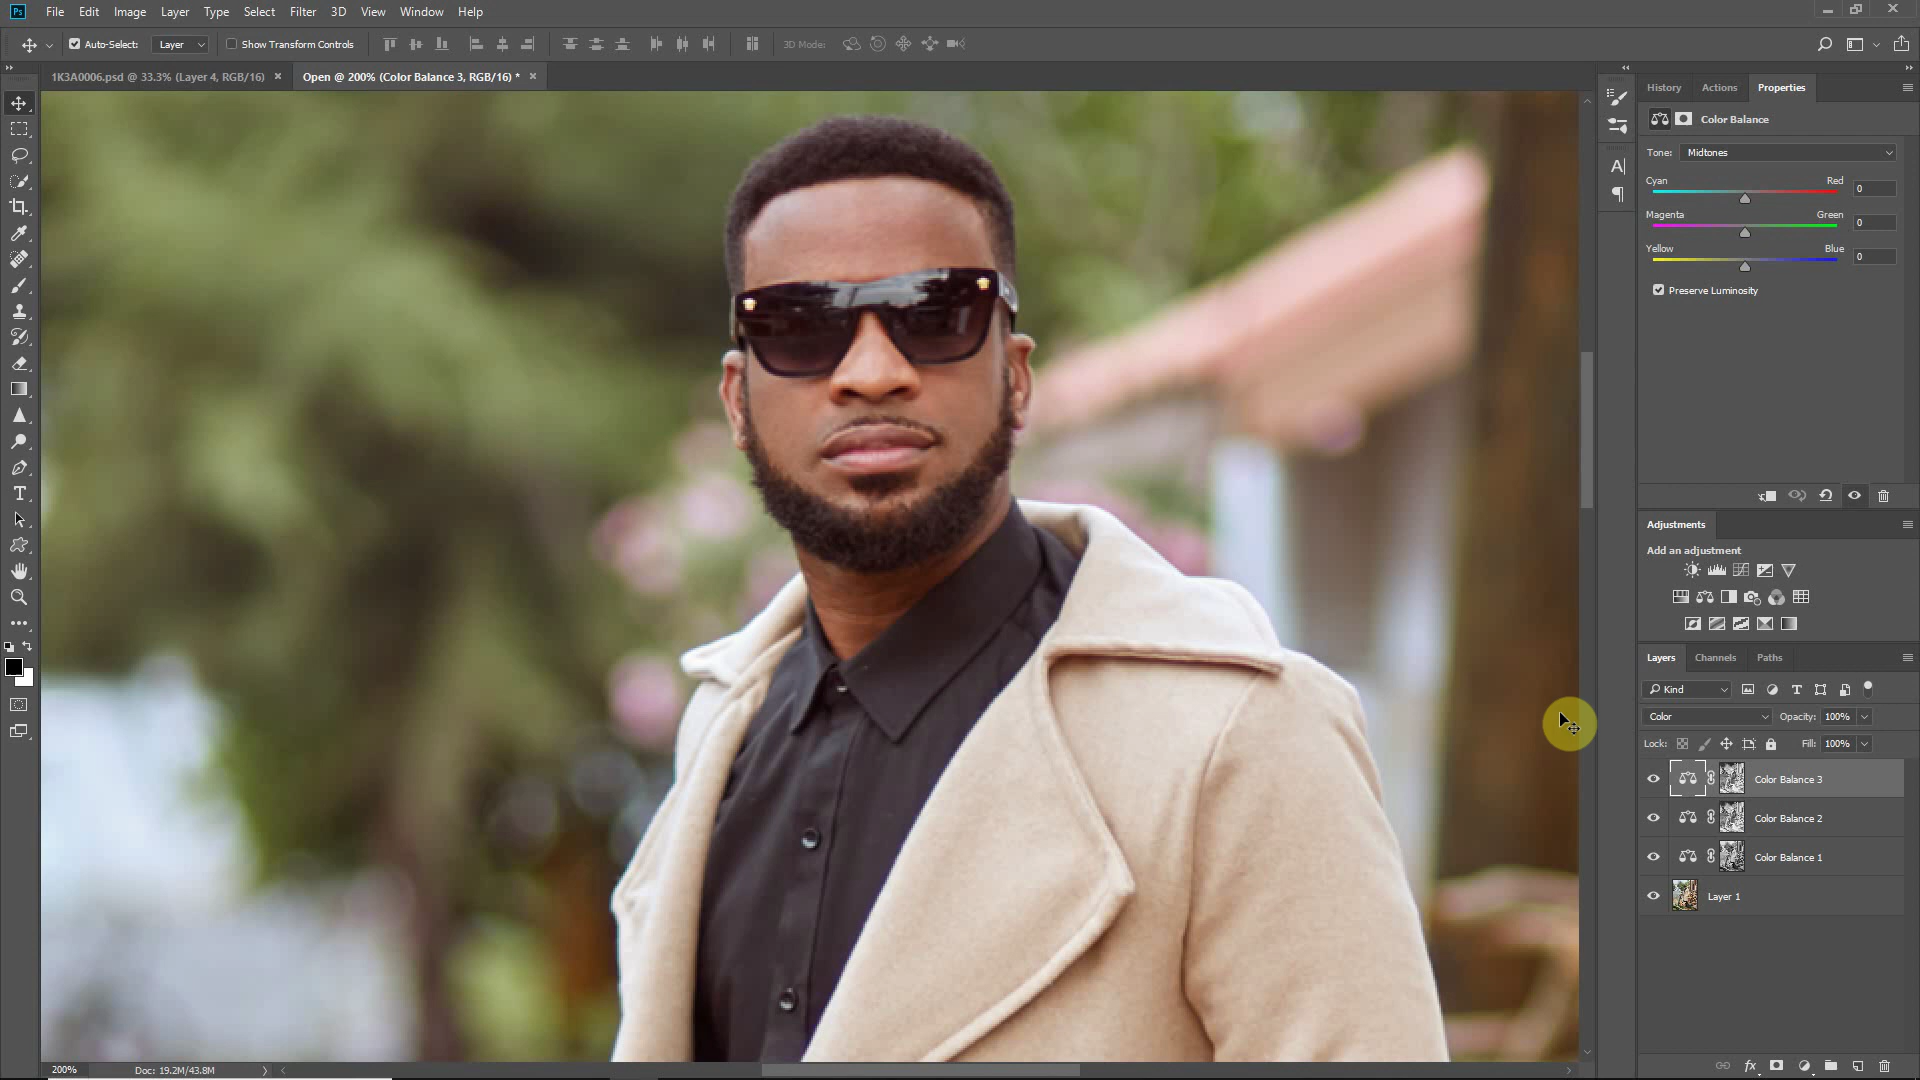 Ps File Edit Image Layer Type Select Filter 3D View Window Help
Auto-Select: Layer Show Transform Controls 3D Mode:
1K3A0006.psd @ 33.3% (Layer 4, RGB/16) × Open @ 200% (Color Balance 3, RGB/16) * ×
History Actions Properties
Color Balance
Tone: Midtones
Cyan Red 0
Magenta Green 0
Yellow Blue 0
Preserve Luminosity
Adjustments
Add an adjustment
Layers Channels Paths
Kind
Color Opacity: 100%
Lock: Fill: 100%
Color Balance 3
Color Balance 2
Color Balance 1
Layer 1
fx
200% Doc: 19.2M/43.8M